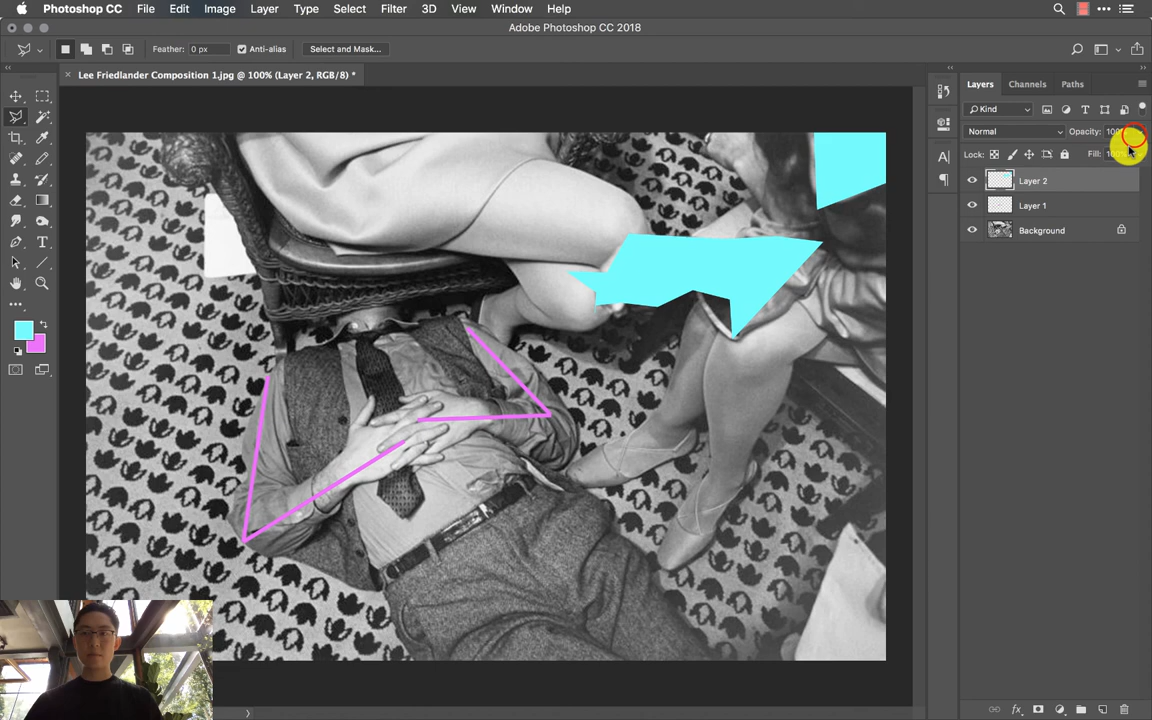 Photoshop CC File Edit Image Layer Type Select Filter 3D View Window Help
Adobe Photoshop CC 2018
Feather: 0 px Anti-alias Select and Mask...
Lee Friedlander Composition 1.jpg @ 100% (Layer 2, RGB/8) *
Layers Channels Paths
Kind
Normal Opacity: 100%
Lock: Fill: 100%
Layer 2
Layer 1
Background